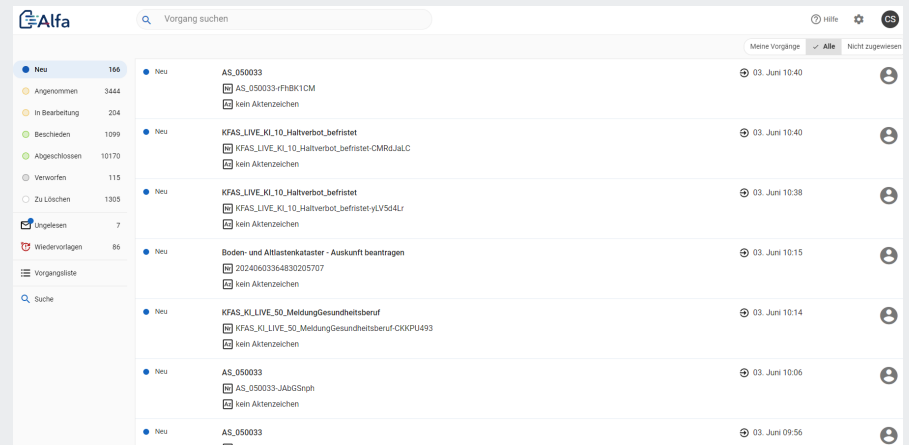 Alfa
Vorgang suchen
Hilfe
CS
Meine Vorgänge
Alle
Nicht zugewiesen
Neu 166
Angenommen 3444
In Bearbeitung 204
Beschieden 1099
Abgeschlossen 10170
Verworfen 115
Zu Löschen 1305
Ungelesen 7
Wiedervorlagen 86
Vorgangsliste
Suche
Neu AS_050033 03. Juni 10:40
Nr AS_050033-rFhBK1CM
Az kein Aktenzeichen
Neu KFAS_LIVE_KI_10_Haltverbot_befristet 03. Juni 10:40
Nr KFAS_LIVE_KI_10_Haltverbot_befristet-CMRdJaLC
Az kein Aktenzeichen
Neu KFAS_LIVE_KI_10_Haltverbot_befristet 03. Juni 10:38
Nr KFAS_LIVE_KI_10_Haltverbot_befristet-yLV5d4Lr
Az kein Aktenzeichen
Neu Boden- und Altlastenkataster - Auskunft beantragen 03. Juni 10:15
Nr 20240603364830205707
Az kein Aktenzeichen
Neu KFAS_KI_LIVE_50_MeldungGesundheitsberuf 03. Juni 10:14
Nr KFAS_KI_LIVE_50_MeldungGesundheitsberuf-CKKPU493
Az kein Aktenzeichen
Neu AS_050033 03. Juni 10:06
Nr AS_050033-JAbGSnph
Az kein Aktenzeichen
Neu AS_050033 03. Juni 09:56